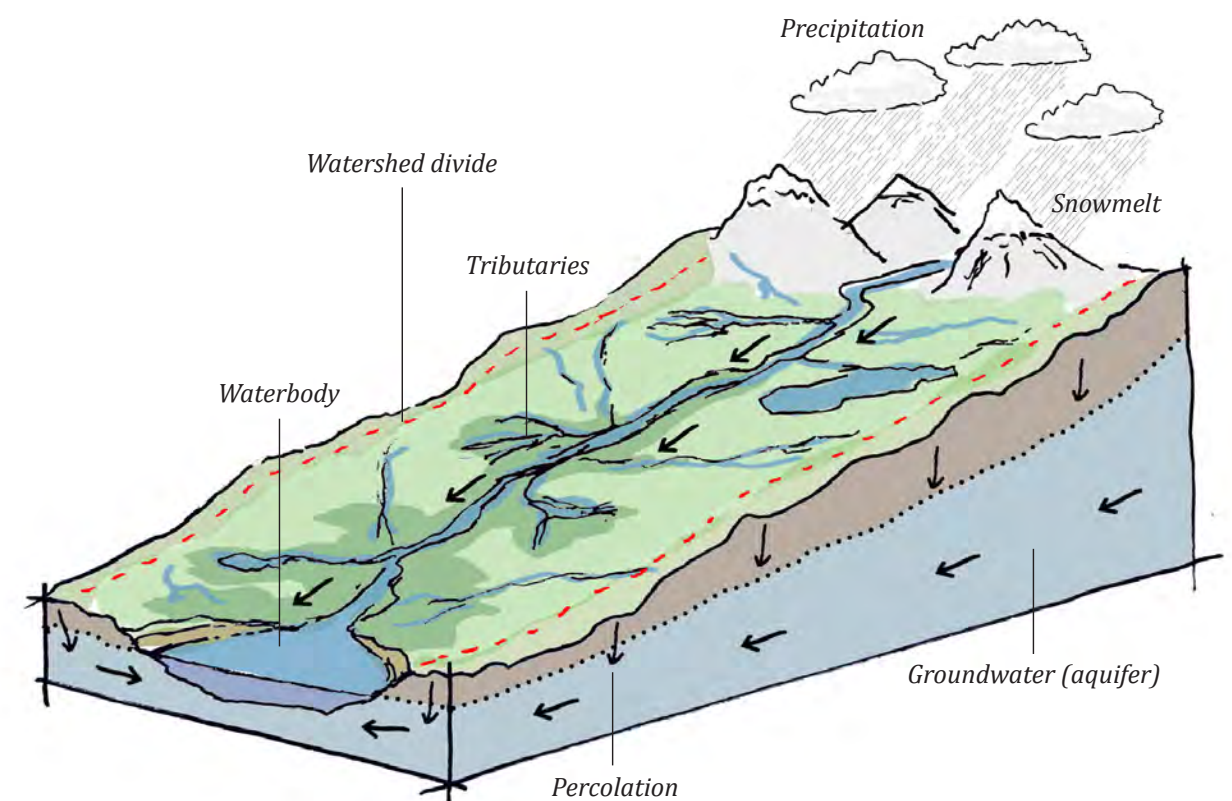 Precipitation
Watershed divide
Snowmelt
Tributaries
Waterbody
Groundwater (aquifer)
Percolation